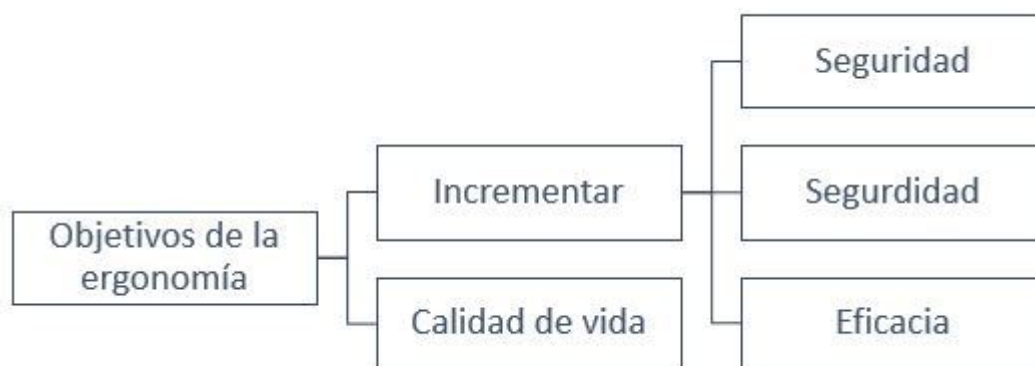 Objetivos de la
ergonomía
Incrementar
Calidad de vida
Seguridad
Segurdidad
Eficacia